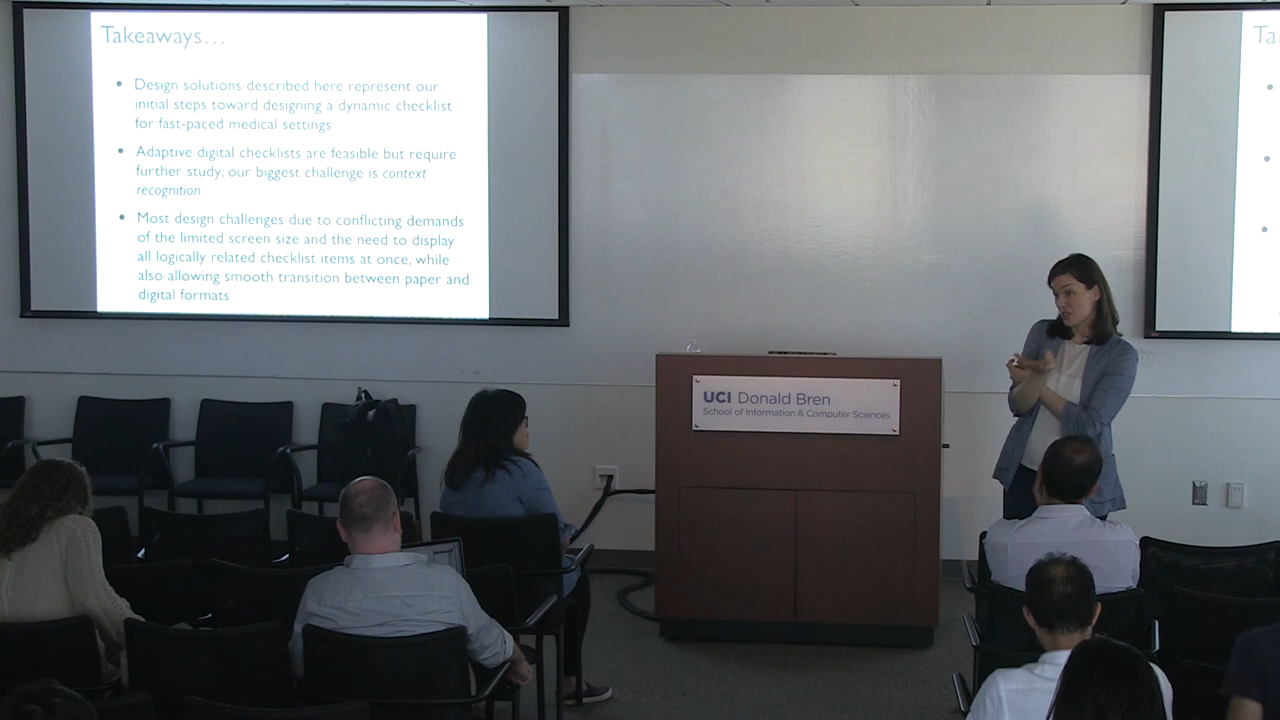 Takeaways...
• Design solutions described here represent our
initial steps toward designing a dynamic checklist
for fast-paced medical settings
• Adaptive digital checklists are feasible but require
further study; our biggest challenge is context
recognition
• Most design challenges due to conflicting demands
of the limited screen size and the need to display
all logically related checklist items at once, while
also allowing smooth transition between paper and
digital formats
Ta
UCI Donald Bren
School of Information & Computer Sciences